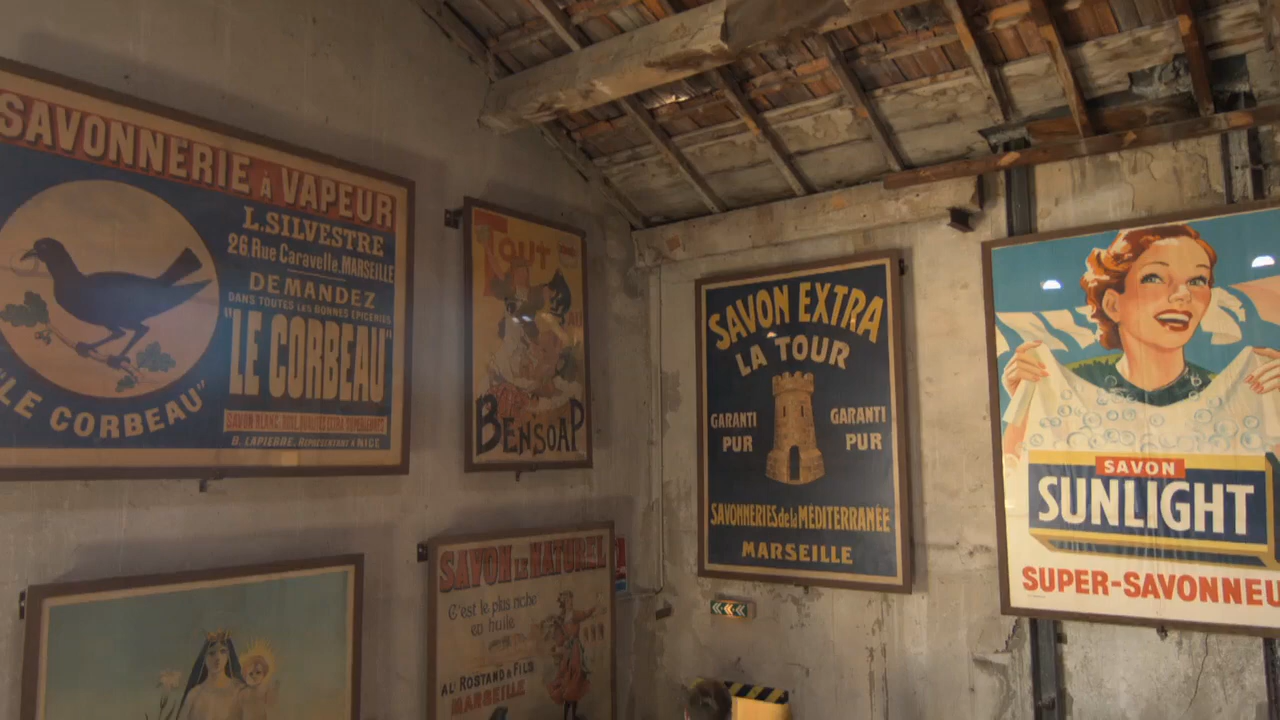 SAVONNERIE À VAPEUR
L. SILVESTRE
26, Rue Caravelle, MARSEILLE
DEMANDEZ
DANS TOUTES LES BONNES EPICERIES
"LE CORBEAU"
B. LAPIERRE, REPRÉSENTANT À NICE
"LE CORBEAU"
TOUT
BENSOAP
SAVON LE NATUREL
C'est le plus riche
en huile
AL. ROSTAND & FILS
MARSEILLE
SAVON EXTRA
LA TOUR
GARANTI
PUR
GARANTI
PUR
SAVONNERIES de la MÉDITERRANÉE
MARSEILLE
SAVON
SUNLIGHT
SUPER-SAVONNEU